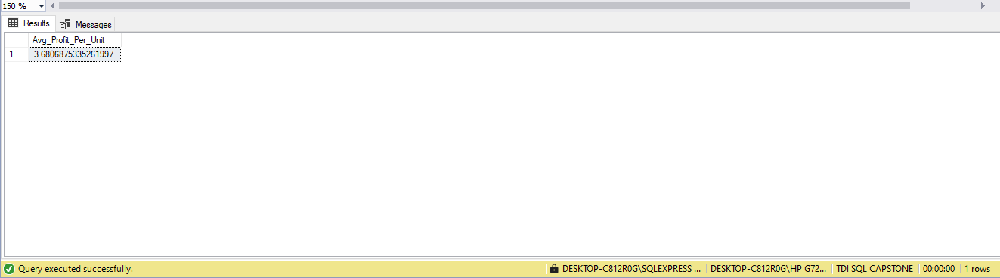 150 %
Results Messages
Avg_Profit_Per_Unit
1 3.6806875335261997
Query executed successfully. DESKTOP-C812R0G\SQLEXPRESS ... DESKTOP-C812R0G\HP G72... TDI SQL CAPSTONE 00:00:00 1 rows